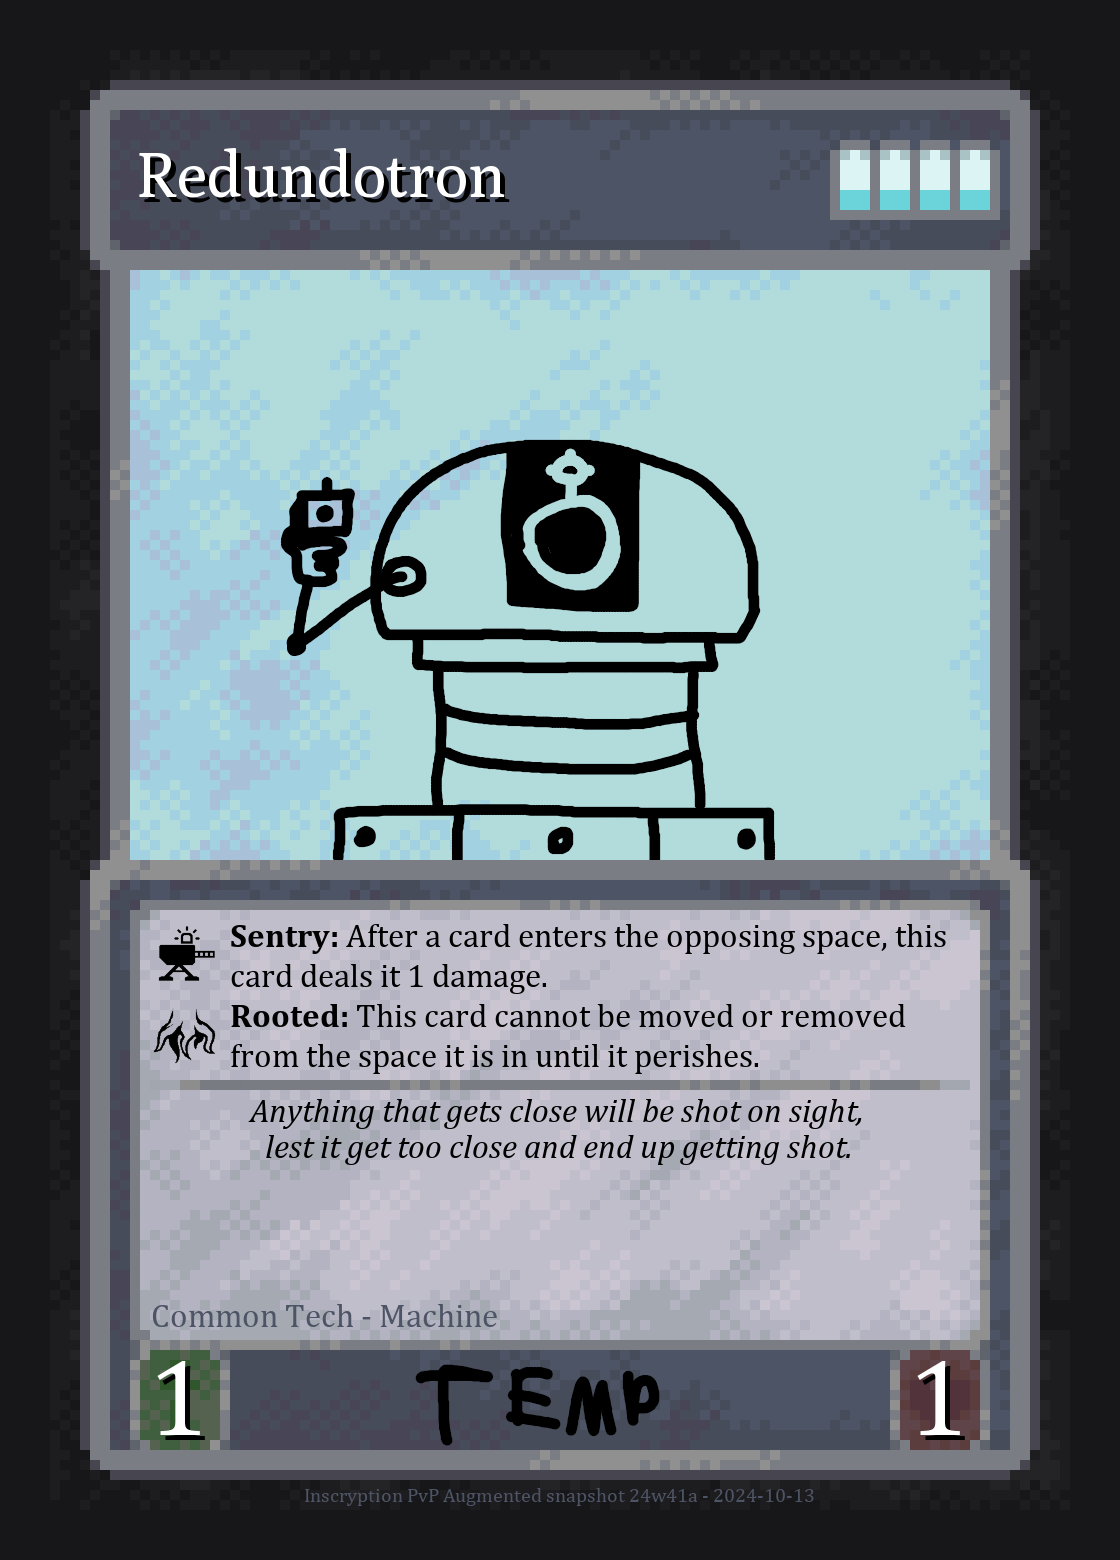 Redundotron
Sentry: After a card enters the opposing space, this
card deals it 1 damage.
Rooted: This card cannot be moved or removed
from the space it is in until it perishes.
Anything that gets close will be shot on sight,
lest it get too close and end up getting shot.
Common Tech - Machine
1 TEMP 1
Inscryption PvP Augmented snapshot 24w41a - 2024-10-13